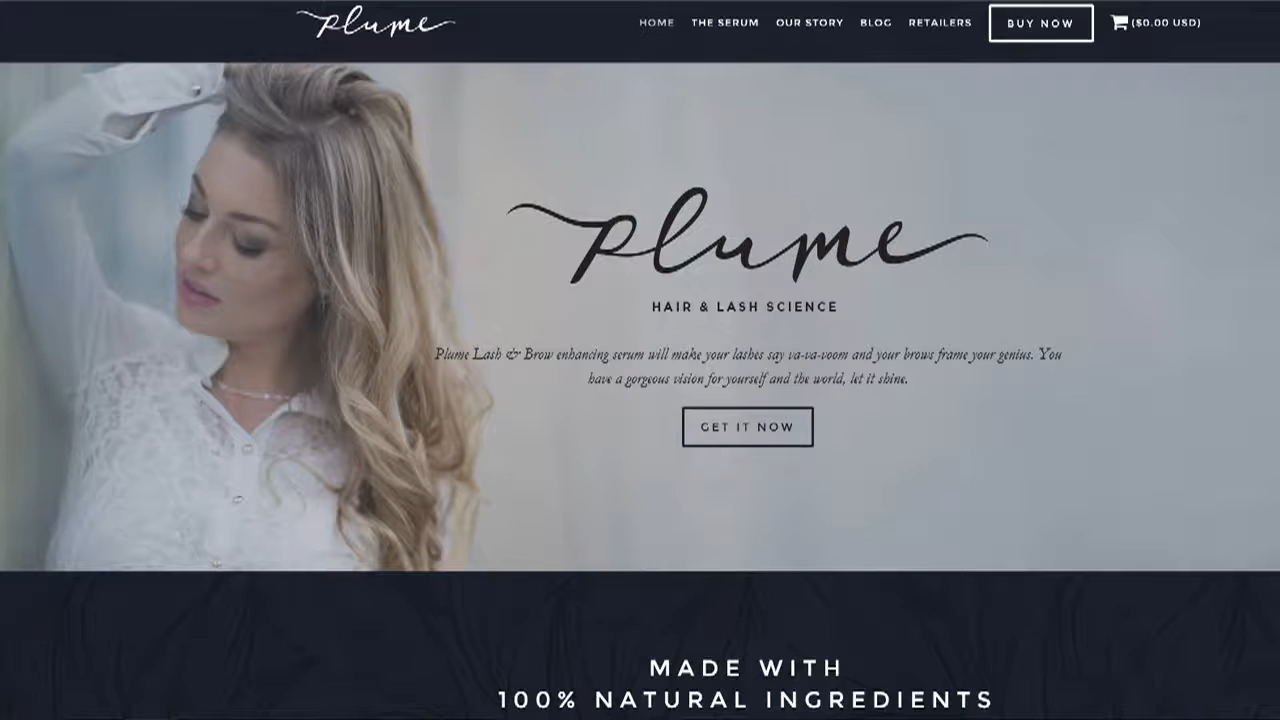 plume
HOME THE SERUM OUR STORY BLOG RETAILERS BUY NOW ($0.00 USD)
plume
HAIR & LASH SCIENCE
Plume Lash & Brow enhancing serum will make your lashes say va-va-voom and your brows frame your genius. You
have a gorgeous vision for yourself and the world, let it shine.
GET IT NOW
MADE WITH
100% NATURAL INGREDIENTS